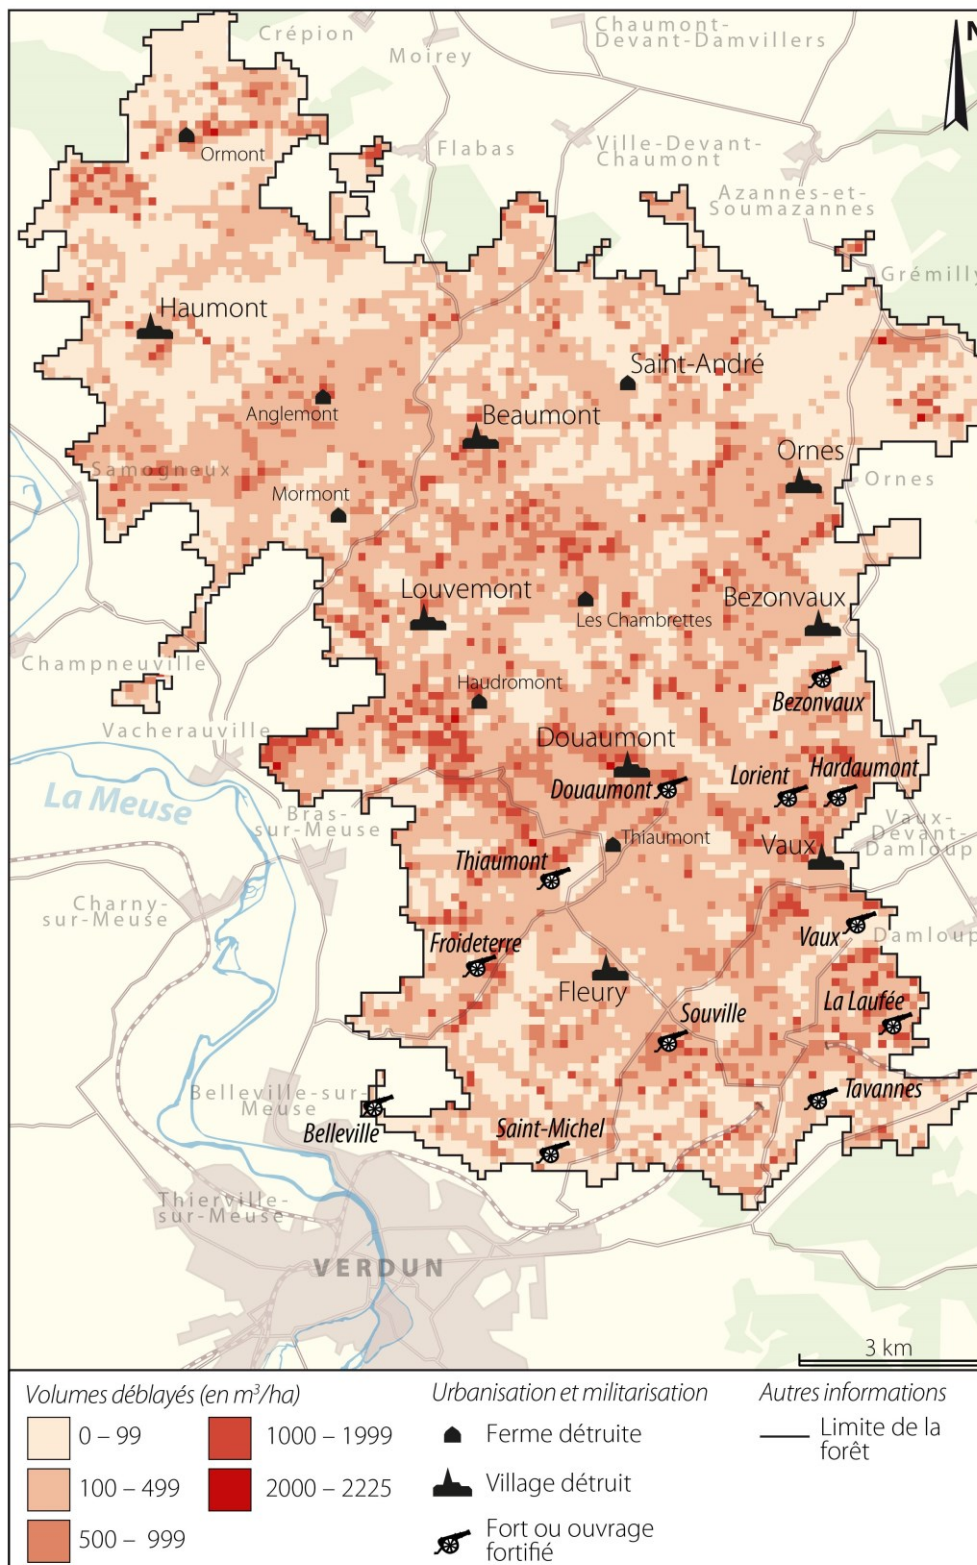 Crépion
Moirey
Chaumont-
Devant-Damvillers
N
Ormont
Flabas
Ville-Devant-
Chaumont
Azannes-et-
Soumazannes
Grémilly
Haumont
Saint-André
Anglemont
Beaumont
Ornes
Samogneux
Ornes
Mormont
Louvemont
Les Chambrettes
Bezonvaux
Champneuville
Haudromont
Bezonvaux
Vacherauville
Douaumont
La Meuse
Douaumont
Lorient
Hardaumont
Bras-
sur-Meuse
Thiaumont
Vaux
Vaux-
Devant-
Damloup
Thiaumont
Charny-
sur-Meuse
Froideterre
Vaux
Damloup
Fleury
Souville
La Laufée
Belleville-sur-
Meuse
Tavannes
Belleville
Saint-Michel
Thierville-
sur-Meuse
VERDUN
3 km
Volumes déblayés (en m³/ha)
0 – 99
100 – 499
500 – 999
1000 – 1999
2000 – 2225
Urbanisation et militarisation
Ferme détruite
Village détruit
Fort ou ouvrage
fortifié
Autres informations
Limite de la
forêt